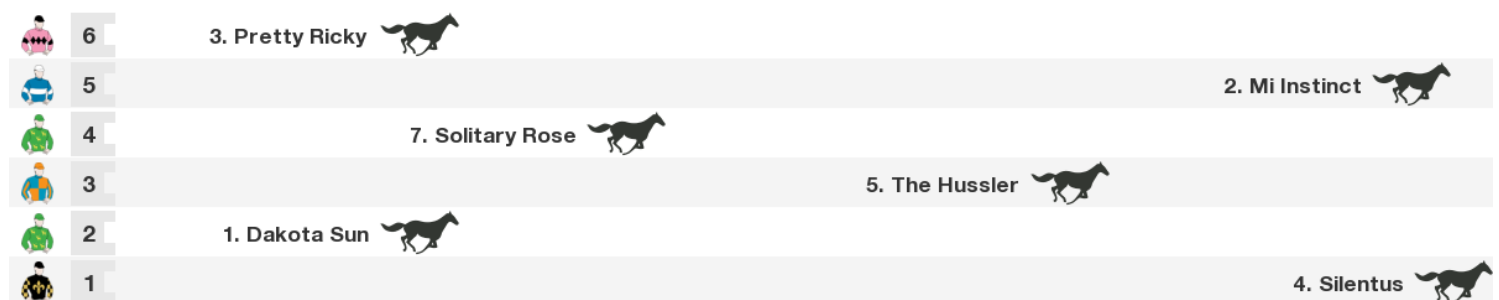 6 3. Pretty Ricky
5 2. Mi Instinct
4 7. Solitary Rose
3 5. The Hussler
2 1. Dakota Sun
1 4. Silentus